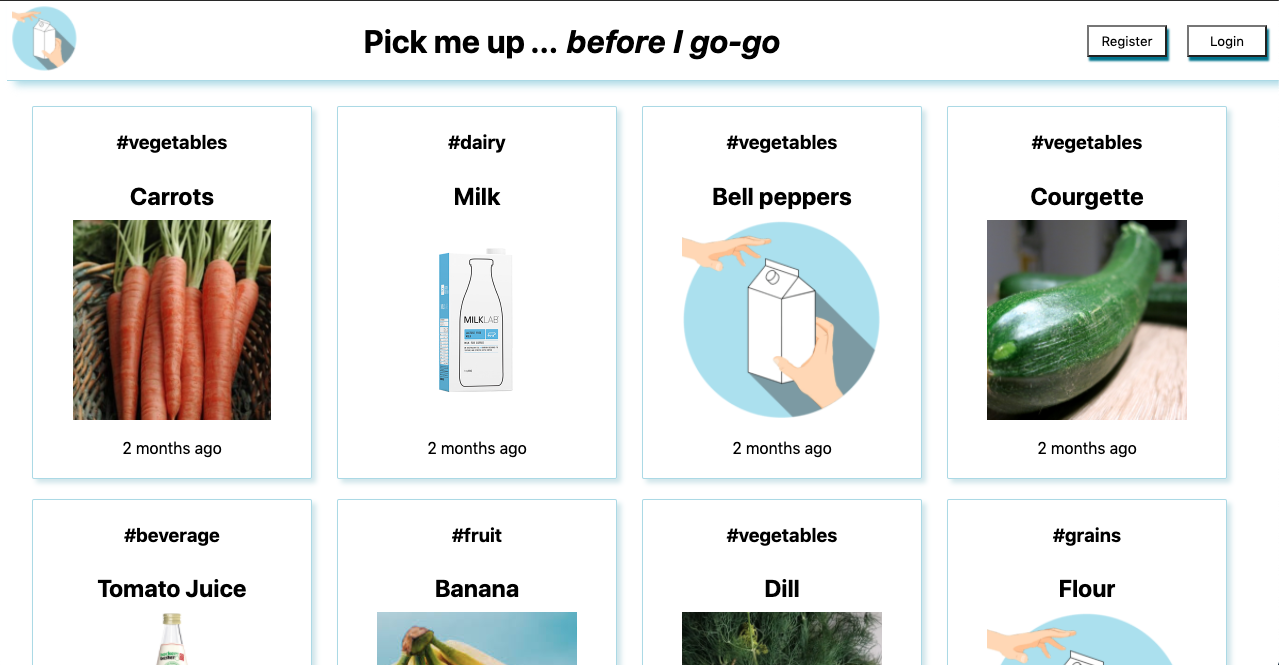 Pick me up ... before I go-go
Register
Login
#vegetables
Carrots
2 months ago
#dairy
Milk
MILKLAB
2 months ago
#vegetables
Bell peppers
2 months ago
#vegetables
Courgette
2 months ago
#beverage
Tomato Juice
#fruit
Banana
#vegetables
Dill
#grains
Flour